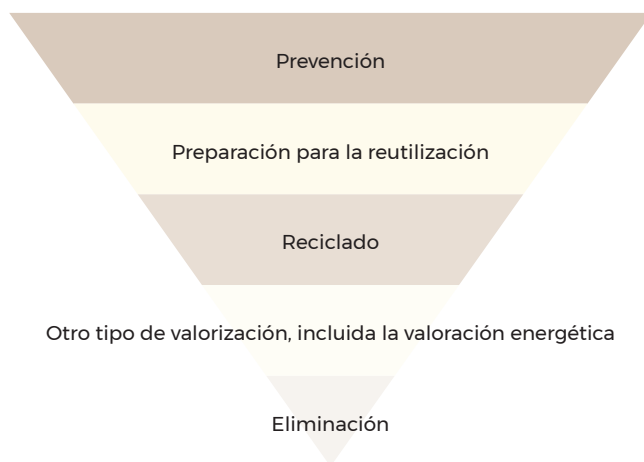 Prevención
Preparación para la reutilización
Reciclado
Otro tipo de valorización, incluida la valoración energética
Eliminación